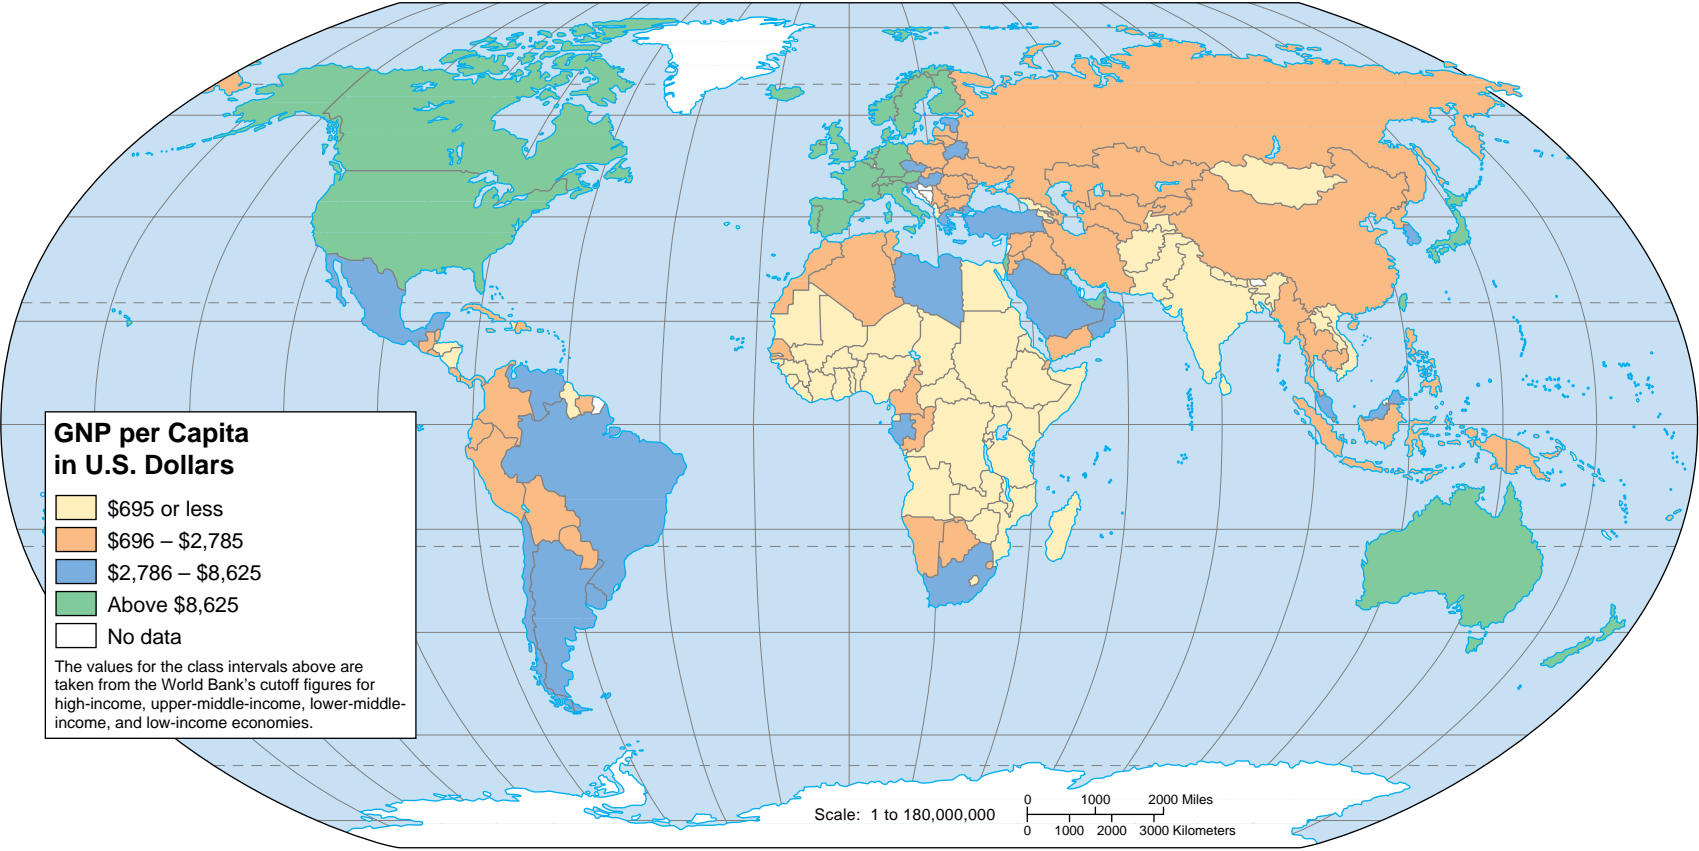 GNP per Capita
in U.S. Dollars
$695 or less
$696 – $2,785
$2,786 – $8,625
Above $8,625
No data
The values for the class intervals above are
taken from the World Bank’s cutoff figures for
high-income, upper-middle-income, lower-middle-
income, and low-income economies.
Scale: 1 to 180,000,000
0 1000 2000 Miles
0 1000 2000 3000 Kilometers